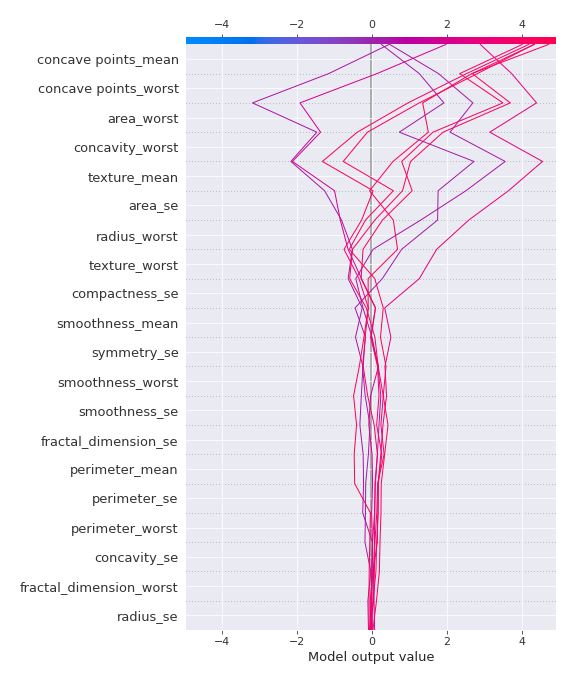 −4 −2 0 2 4
concave points_mean
concave points_worst
area_worst
concavity_worst
texture_mean
area_se
radius_worst
texture_worst
compactness_se
smoothness_mean
symmetry_se
smoothness_worst
smoothness_se
fractal_dimension_se
perimeter_mean
perimeter_se
perimeter_worst
concavity_se
fractal_dimension_worst
radius_se
−4 −2 0 2 4
Model output value